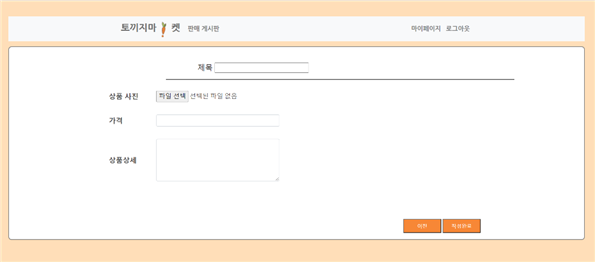 토끼지마 켓 판매 게시판 마이페이지 로그아웃
제목
상품 사진 파일 선택 선택된 파일 없음
가격
상품상세
작성완료